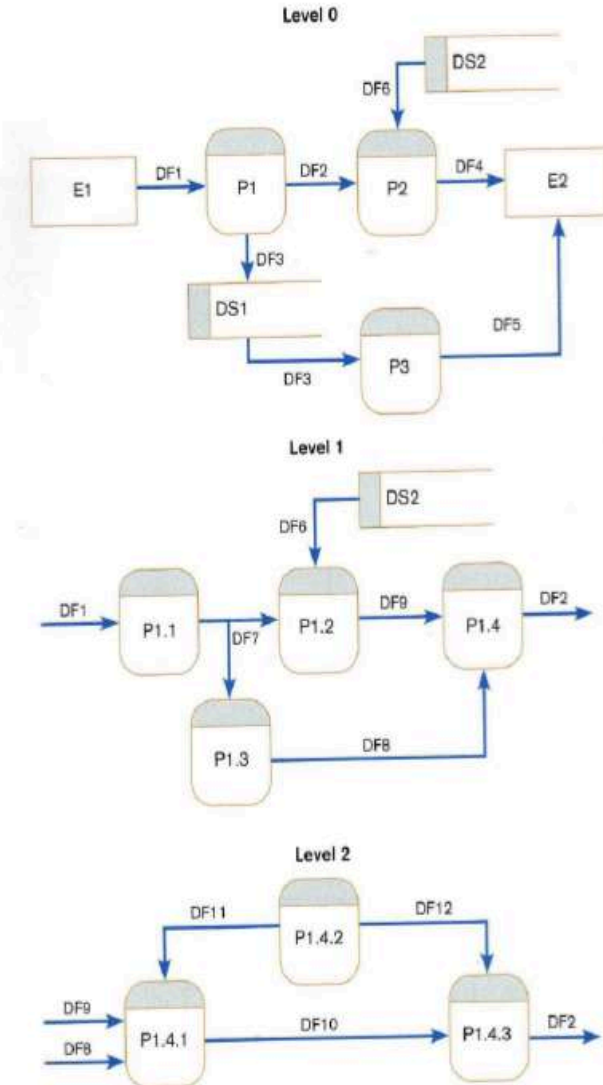 Level 0
DS2
DF6
E1
DF1
P1
DF2
P2
DF4
E2
DF3
DS1
DF3
P3
DF5
Level 1
DS2
DF6
DF1
P1.1
DF7
P1.2
DF9
P1.4
DF2
P1.3
DF8
Level 2
DF11
P1.4.2
DF12
DF9
DF8
P1.4.1
DF10
P1.4.3
DF2